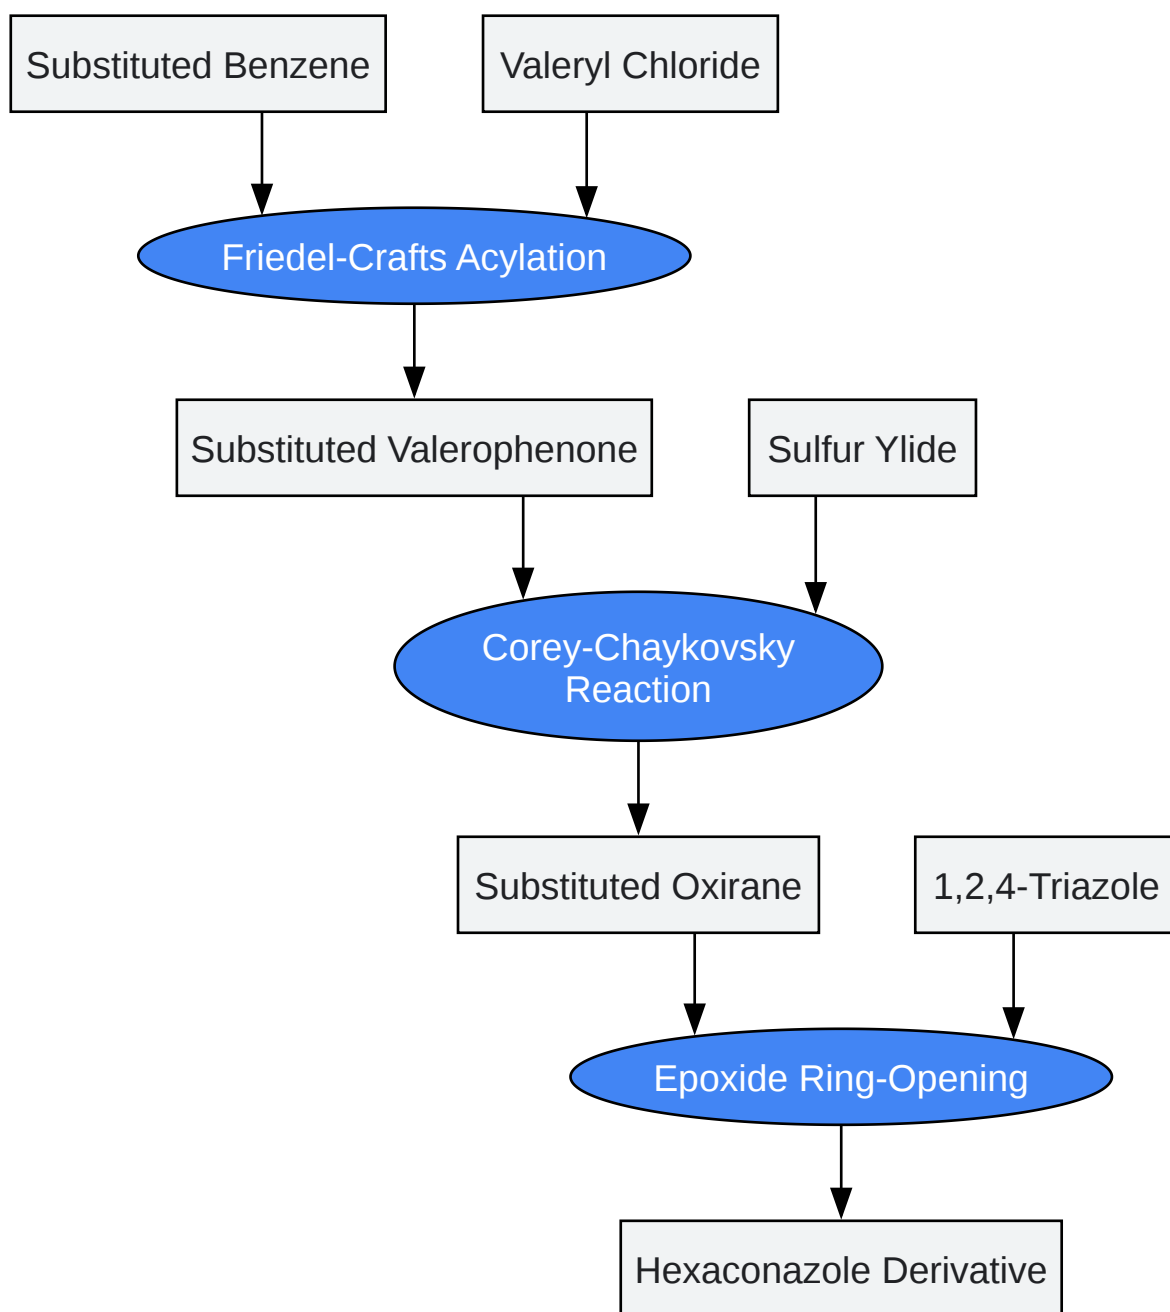 Substituted Benzene
Valeryl Chloride
Friedel-Crafts Acylation
Substituted Valerophenone
Sulfur Ylide
Corey-Chaykovsky
Reaction
Substituted Oxirane
1,2,4-Triazole
Epoxide Ring-Opening
Hexaconazole Derivative